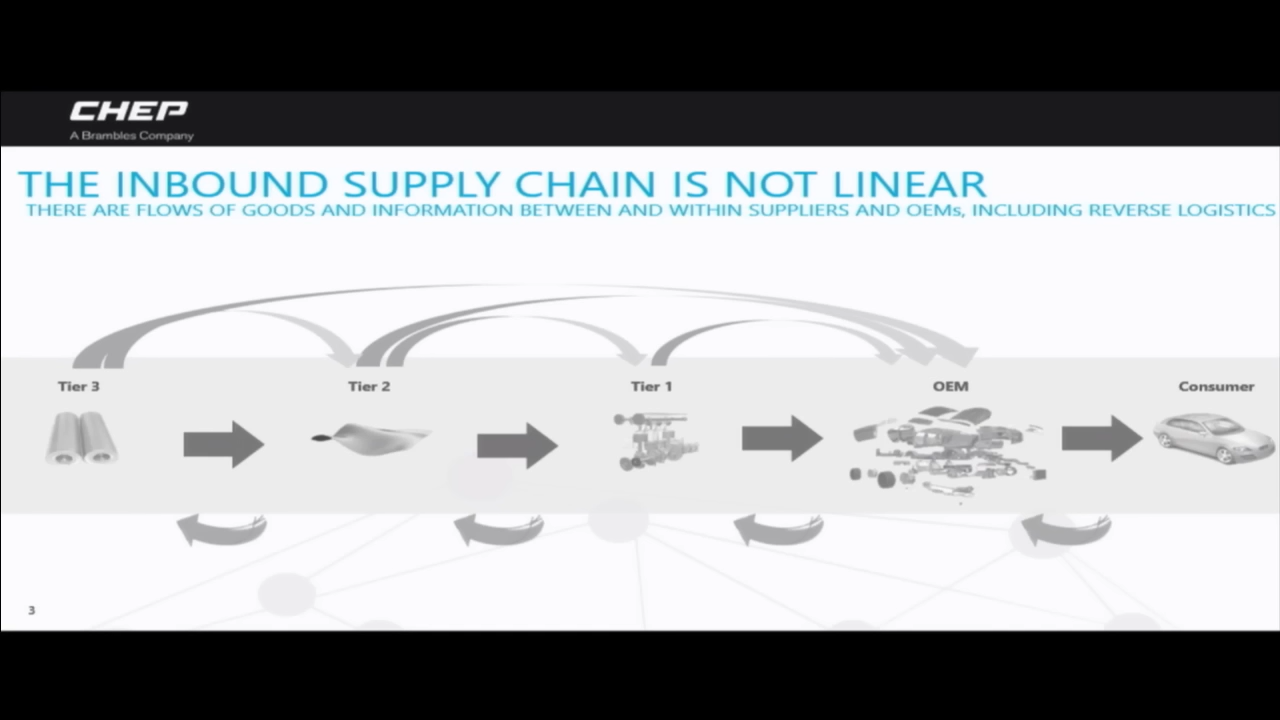 CHEP
A Brambles Company
THE INBOUND SUPPLY CHAIN IS NOT LINEAR
THERE ARE FLOWS OF GOODS AND INFORMATION BETWEEN AND WITHIN SUPPLIERS AND OEMs, INCLUDING REVERSE LOGISTICS
Tier 3 Tier 2 Tier 1 OEM Consumer
3